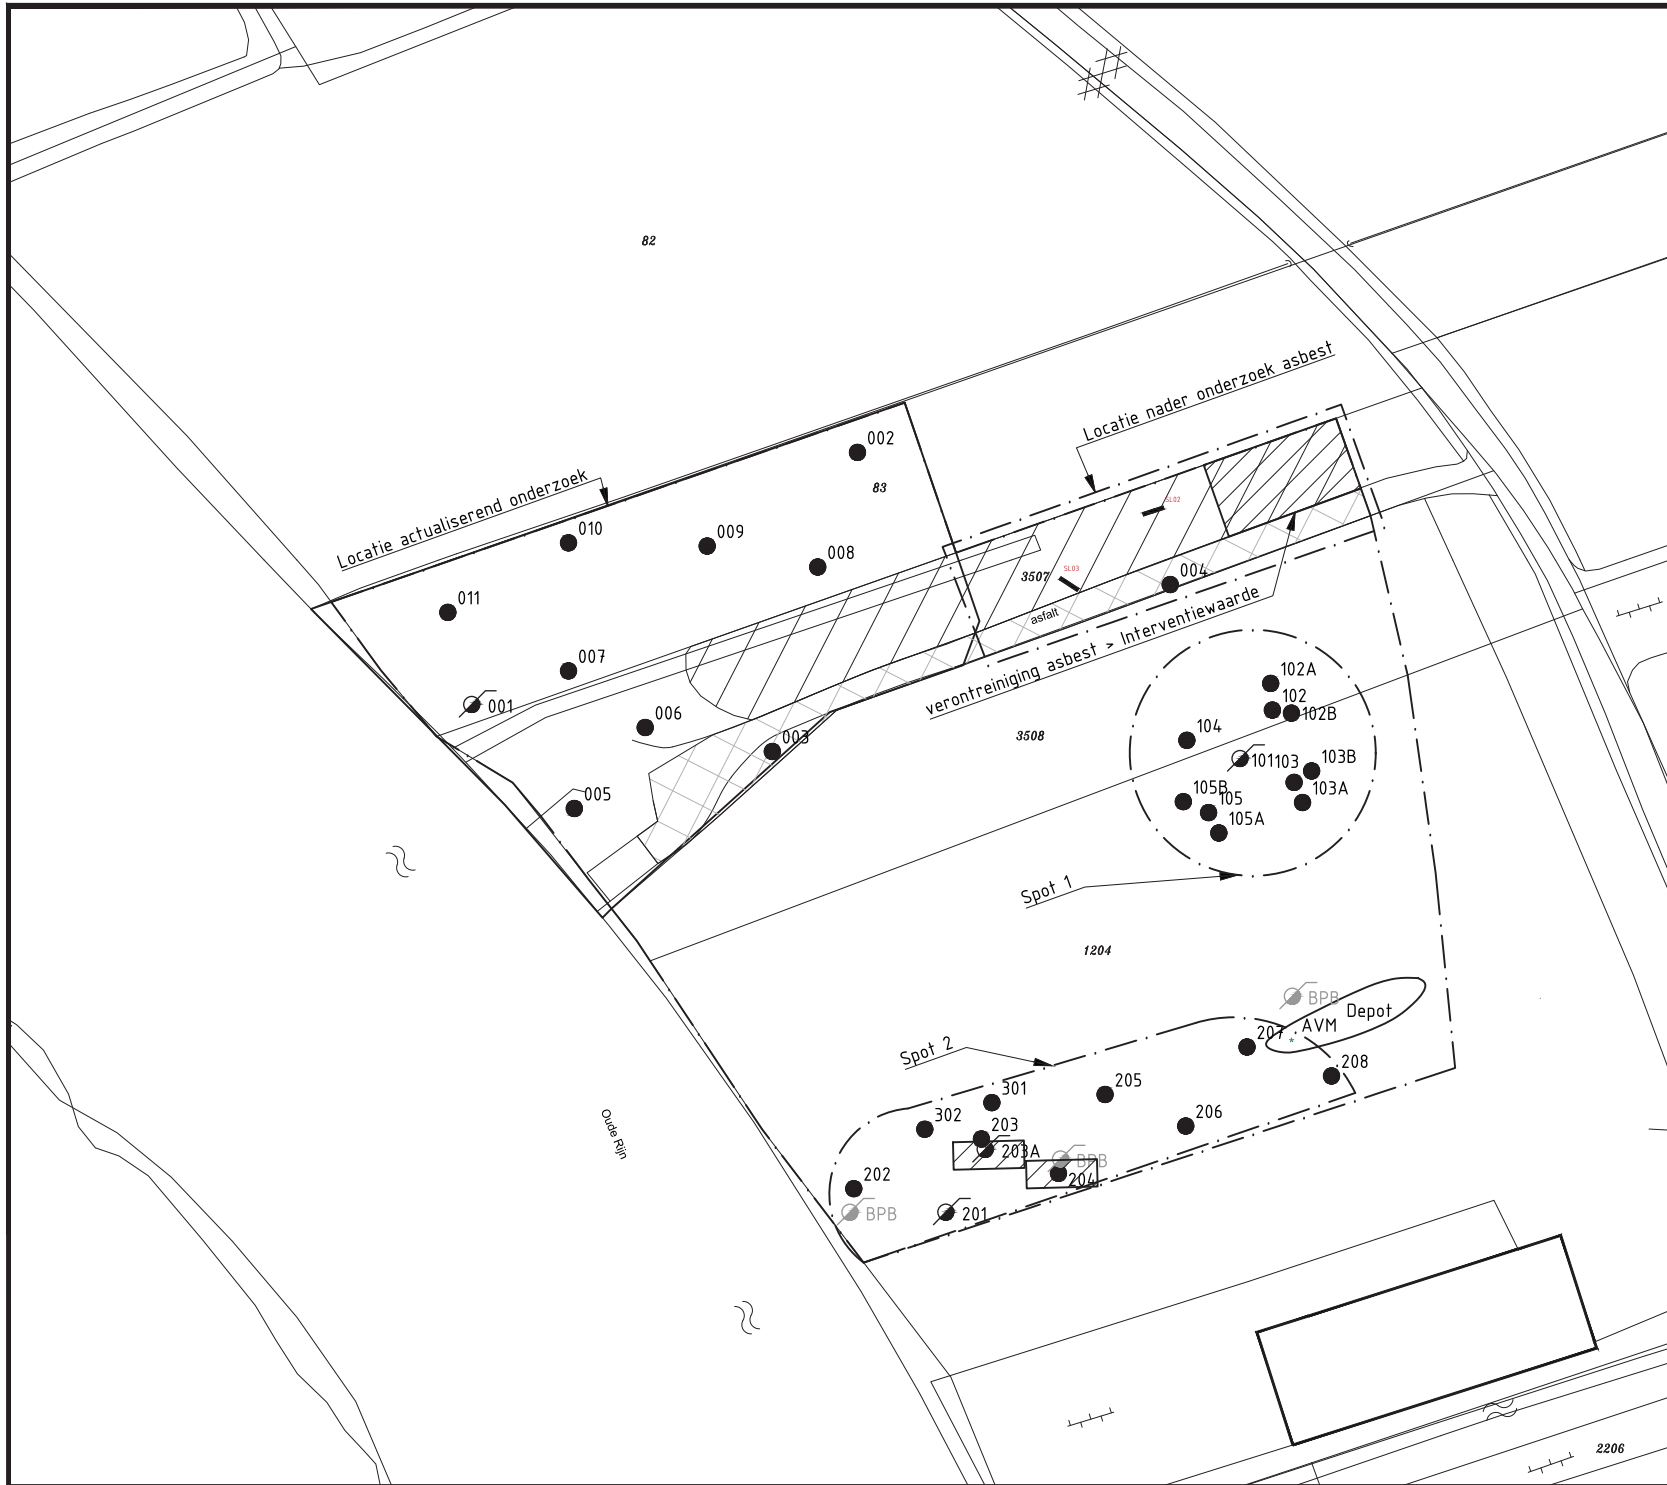 82
Locatie nader onderzoek asbest
002
83
Locatie actualiserend onderzoek
SL02
010
009
008
SL03
3507
004
011
asfalt
verontreiniging asbest > Interventiewaarde
007
102A
001
006
102
102B
104
3508
003
101
103
103B
105B
105
103A
005
105A
Spot 1
1204
BPB
Depot
AVM
207
Spot 2
208
301
205
302
203
206
203A
BPB
204
202
BPB
201
Oude Rijn
2206